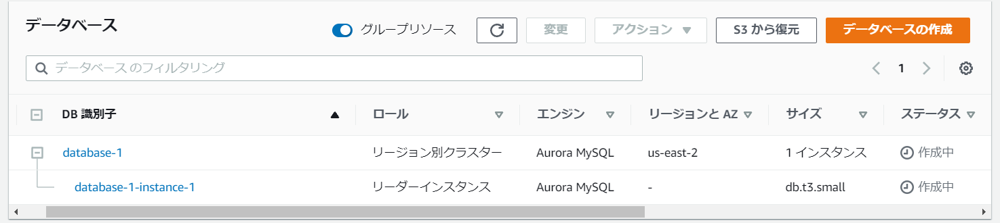 データベース
グループリソース
変更
アクション
S3 から復元
データベースの作成
データベース のフィルタリング
1
DB 識別子 ロール エンジン リージョンと AZ サイズ ステータス
database-1 リージョン別クラスター Aurora MySQL us-east-2 1 インスタンス 作成中
database-1-instance-1 リーダーインスタンス Aurora MySQL - db.t3.small 作成中